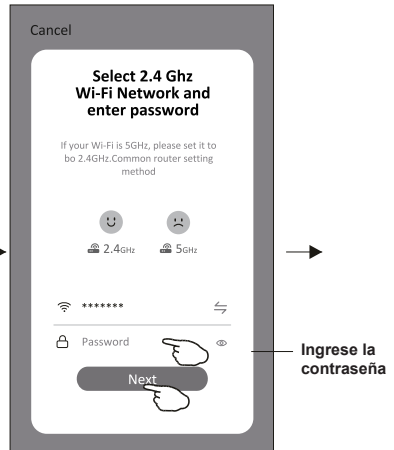 Cancel
Select 2.4 Ghz
Wi-Fi Network and
enter password
If your Wi-Fi is 5GHz, please set it to
bo 2.4GHz.Common router setting
method
2.4GHz 5GHz
*******
Password
Next
Ingrese la
contraseña